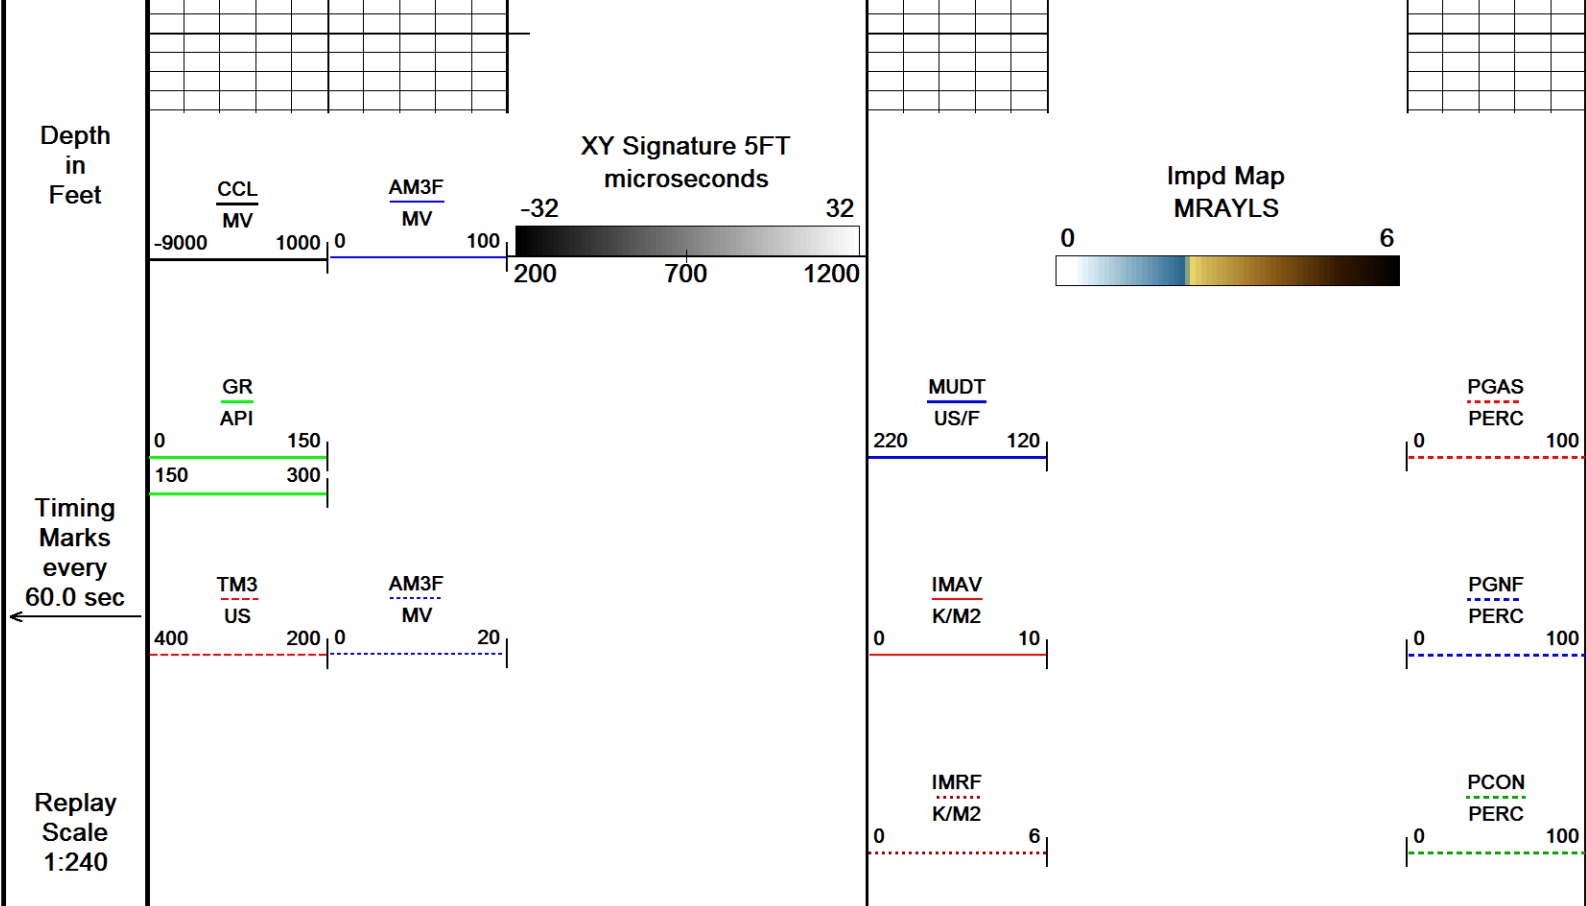 Depth
in
Feet
CCL
MV
-9000 1000
AM3F
MV
0 100
XY Signature 5FT
microseconds
-32 32
200 700 1200
Impd Map
MRAYLS
0 6
GR
API
0 150
150 300
MUDT
US/F
220 120
PGAS
PERC
0 100
Timing
Marks
every
60.0 sec
TM3
US
400 200
AM3F
MV
0 20
IMAV
K/M2
0 10
PGNF
PERC
0 100
Replay
Scale
1:240
IMRF
K/M2
0 6
PCON
PERC
0 100